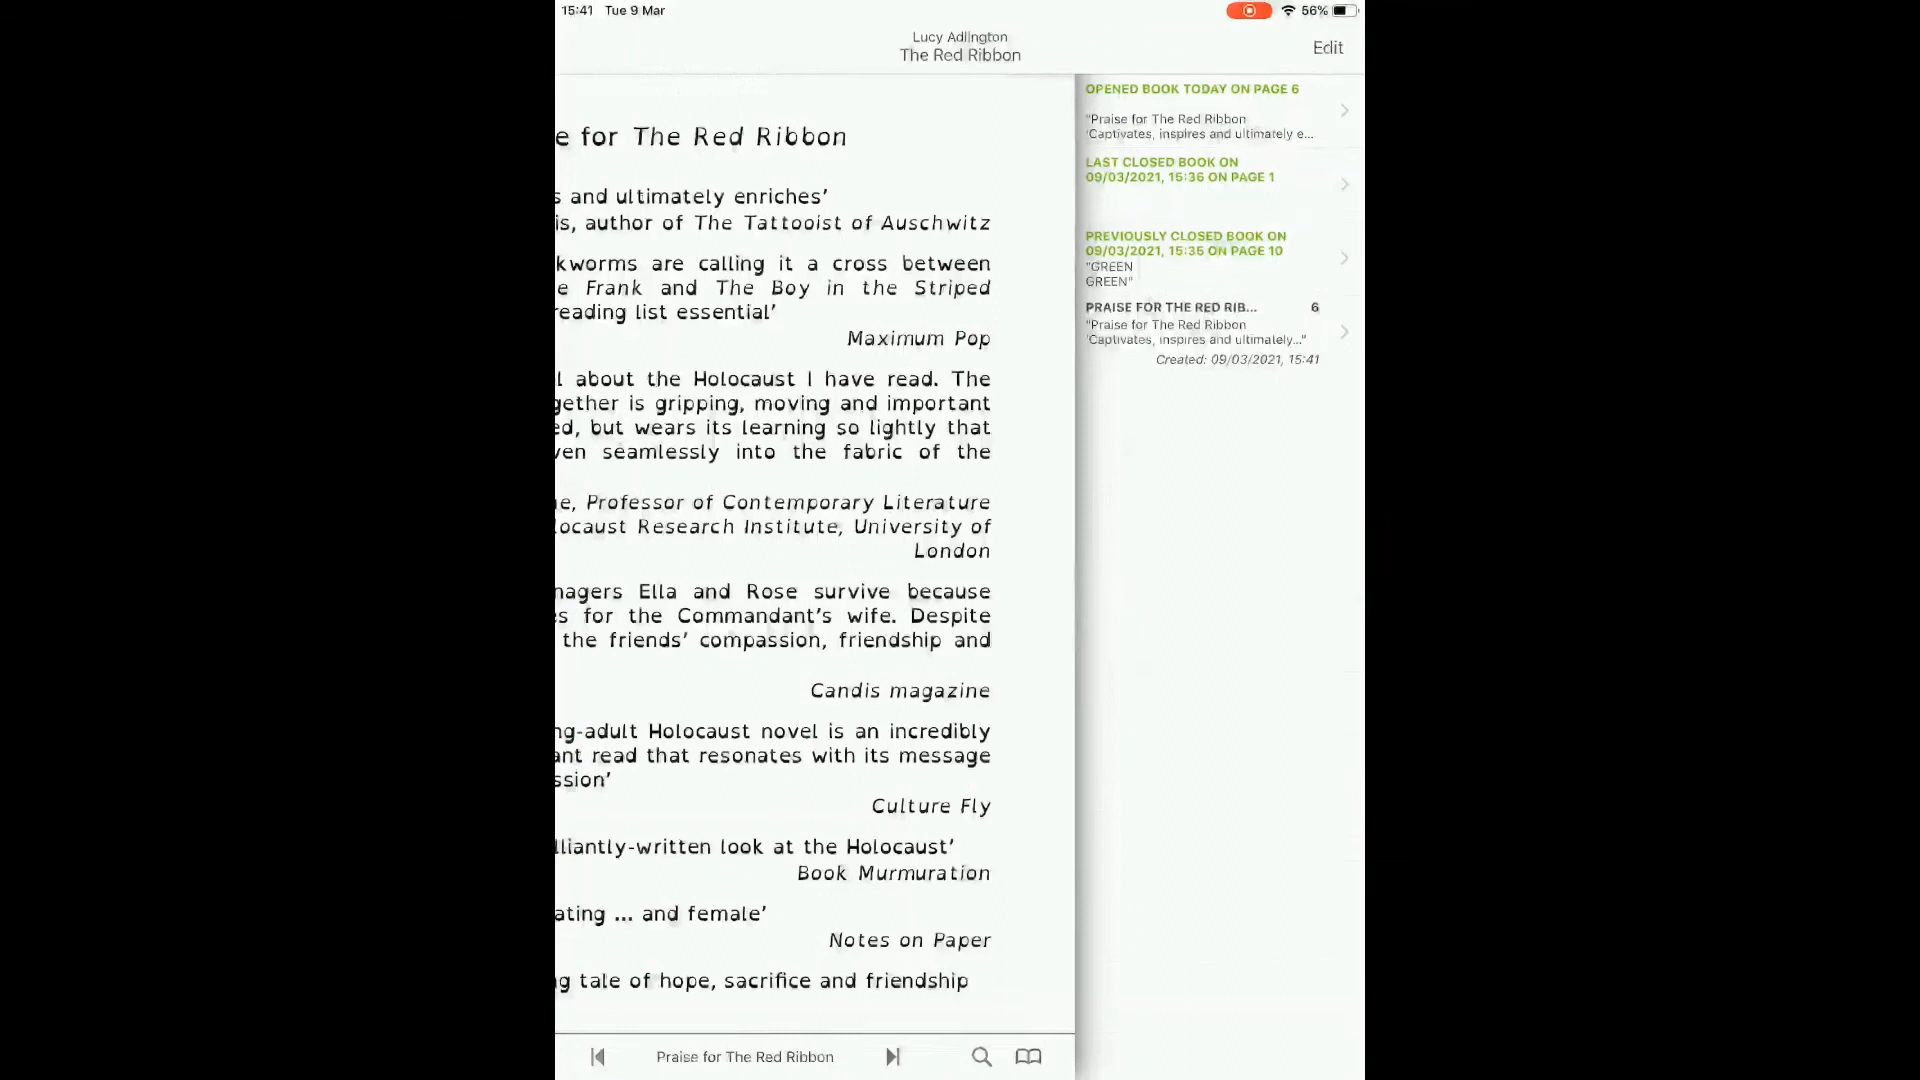 15:41 Tue 9 Mar
56%
Lucy Adlington
The Red Ribbon
Edit
e for The Red Ribbon
s and ultimately enriches’
is, author of The Tattooist of Auschwitz
kworms are calling it a cross between
e Frank and The Boy in the Striped
reading list essential’
Maximum Pop
l about the Holocaust I have read. The
gether is gripping, moving and important
ed, but wears its learning so lightly that
ven seamlessly into the fabric of the
ne, Professor of Contemporary Literature
locaust Research Institute, University of
London
nagers Ella and Rose survive because
es for the Commandant’s wife. Despite
the friends’ compassion, friendship and
Candis magazine
ng-adult Holocaust novel is an incredibly
ant read that resonates with its message
ssion’
Culture Fly
lliantly-written look at the Holocaust’
Book Murmuration
ating ... and female’
Notes on Paper
ng tale of hope, sacrifice and friendship
Praise for The Red Ribbon
OPENED BOOK TODAY ON PAGE 6
"Praise for The Red Ribbon
‘Captivates, inspires and ultimately e...
LAST CLOSED BOOK ON
09/03/2021, 15:36 ON PAGE 1
PREVIOUSLY CLOSED BOOK ON
09/03/2021, 15:35 ON PAGE 10
"GREEN
GREEN"
PRAISE FOR THE RED RIB... 6
"Praise for The Red Ribbon
‘Captivates, inspires and ultimately..."
Created: 09/03/2021, 15:41